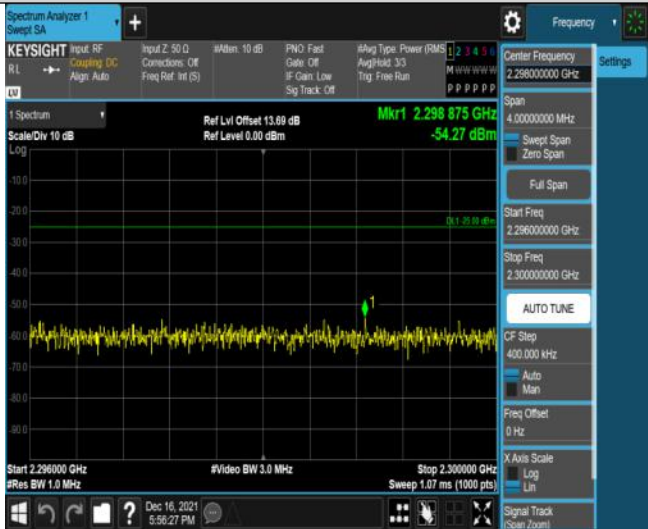 Spectrum Analyzer 1
Swept SA
Frequency
KEYSIGHT
Input: RF
Coupling: DC
Align: Auto
Input Z: 50 Ω
Corrections: Off
Freq Ref: Int (S)
#Atten: 10 dB
PNO: Fast
Gate: Off
IF Gain: Low
Sig Track: Off
#Avg Type: Power (RMS
Avg|Hold: 3/3
Trig: Free Run
1 2 3 4 5 6
M W W W W W
P P P P P P
R L
LV
1 Spectrum
Scale/Div 10 dB
Log
Ref Lvl Offset 13.69 dB
Ref Level 0.00 dBm
Mkr1 2.298 875 GHz
-54.27 dBm
-10.0
-20.0
DL1 -25.00 dBm
-30.0
-40.0
-50.0
1
-60.0
-70.0
-80.0
-90.0
Start 2.296000 GHz
#Res BW 1.0 MHz
#Video BW 3.0 MHz
Stop 2.300000 GHz
Sweep 1.07 ms (1000 pts)
Dec 16, 2021
5:56:27 PM
Center Frequency
2.298000000 GHz
Settings
Span
4.00000000 MHz
Swept Span
Zero Span
Full Span
Start Freq
2.296000000 GHz
Stop Freq
2.300000000 GHz
AUTO TUNE
CF Step
400.000 kHz
Auto
Man
Freq Offset
0 Hz
X Axis Scale
Log
Lin
Signal Track
(Span Zoom)